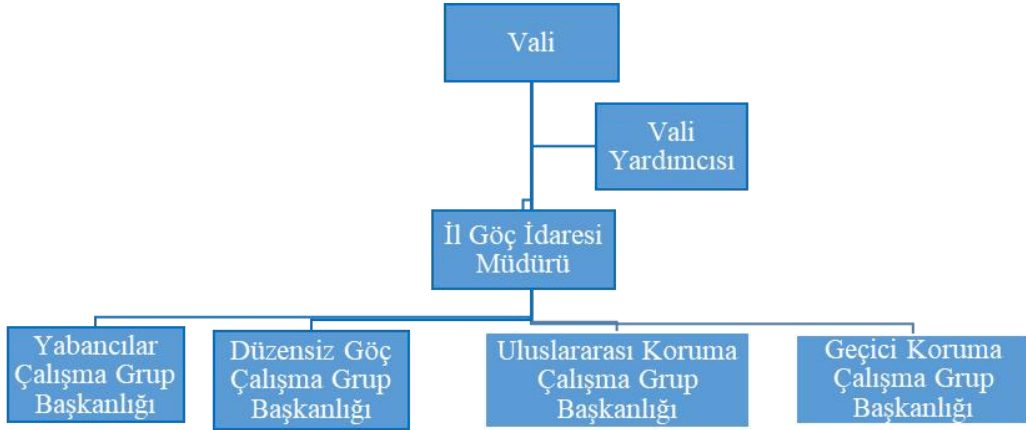 Vali
Vali
Yardımcısı
İl Göç İdaresi
Müdürü
Yabancılar
Çalışma Grup
Başkanlığı
Düzensiz Göç
Çalışma Grup
Başkanlığı
Uluslararası Koruma
Çalışma Grup
Başkanlığı
Geçici Koruma
Çalışma Grup
Başkanlığı